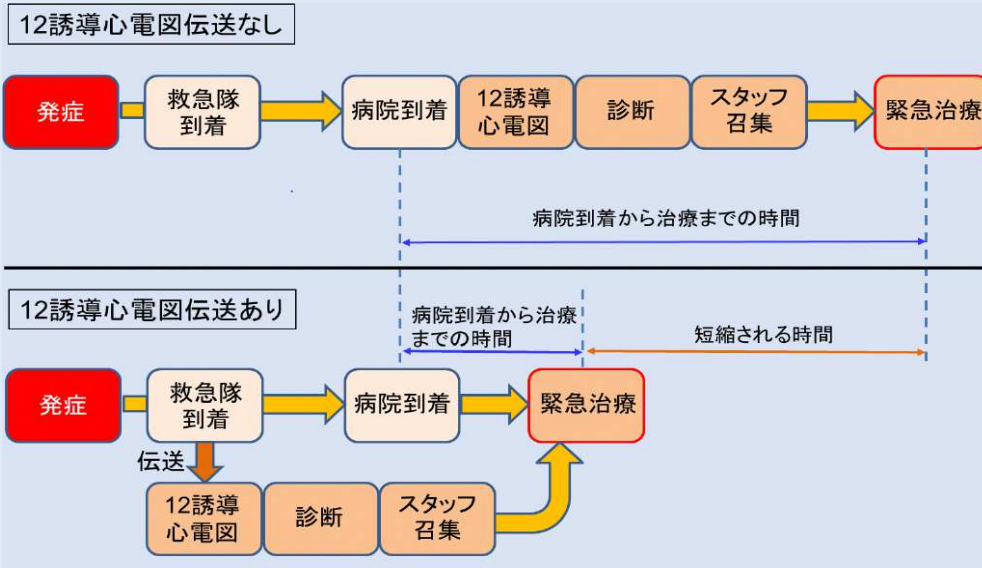 12誘導心電図伝送なし
発症
救急隊
到着
病院到着
12誘導
心電図
診断
スタッフ
召集
緊急治療
病院到着から治療までの時間
12誘導心電図伝送あり
病院到着から治療
までの時間
短縮される時間
発症
救急隊
到着
病院到着
緊急治療
伝送
12誘導
心電図
診断
スタッフ
召集